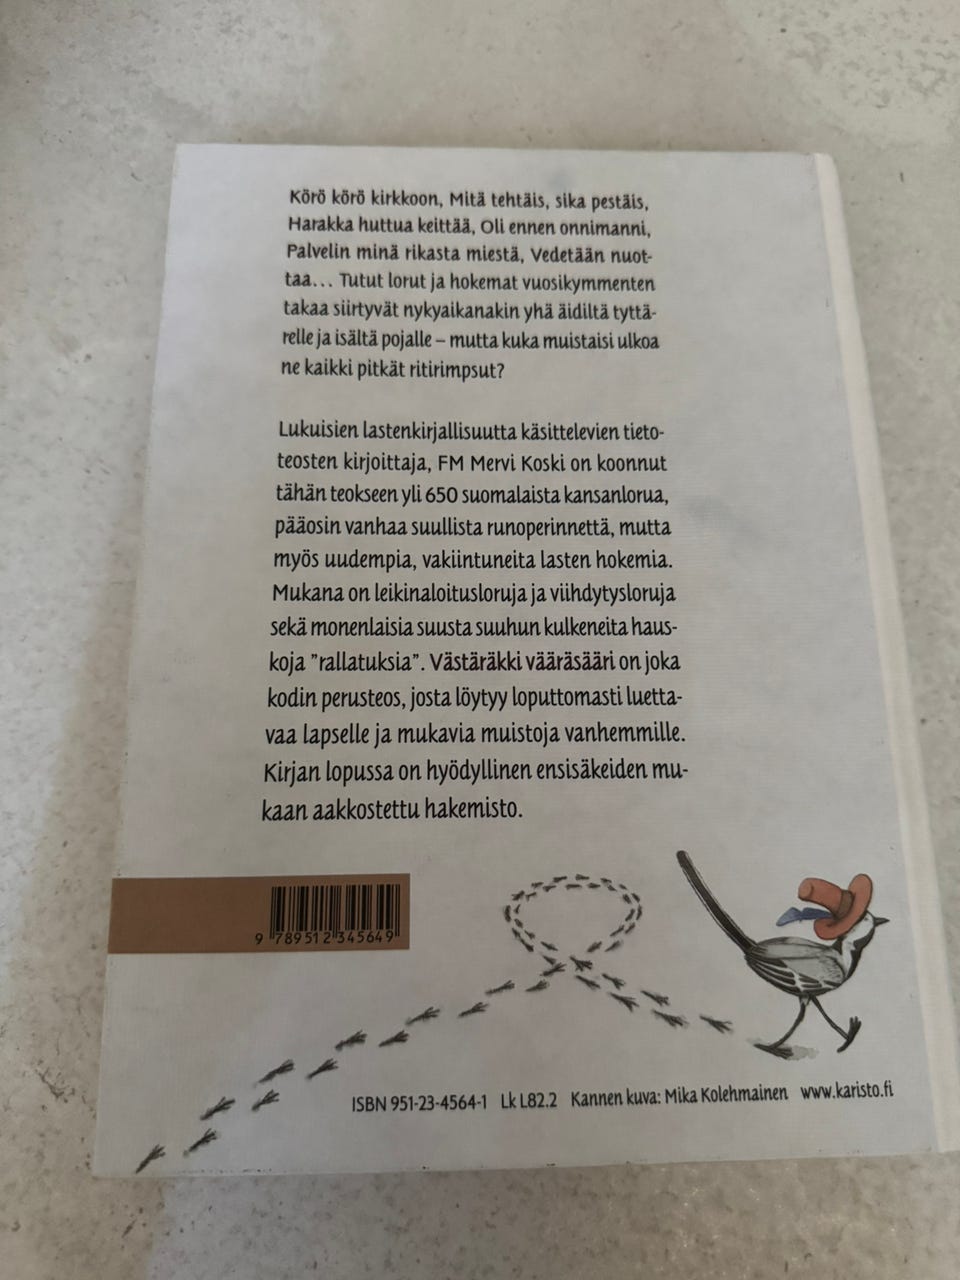 Körö körö kirkkoon, Mitä tehtäis, sika pestäis,
Harakka huttua keittää, Oli ennen onnimanni,
Palvelin minä rikasta miestä, Vedetään nuot-
taa... Tutut lorut ja hokemat vuosikymmenten
takaa siirtyvät nykyaikanakin yhä äidiltä tyttä-
relle ja isältä pojalle – mutta kuka muistaisi ulkoa
ne kaikki pitkät ritirimpsut?
Lukuisien lastenkirjallisuutta käsittelevien tieto-
teosten kirjoittaja, FM Mervi Koski on koonnut
tähän teokseen yli 650 suomalaista kansanlorua,
pääosin vanhaa suullista runoperinnettä, mutta
myös uudempia, vakiintuneita lasten hokemia.
Mukana on leikinaloitusloruja ja viihdytysloruja
sekä monenlaisia suusta suuhun kulkeneita haus-
koja ”rallatuksia”. Västäräkki vääräsääri on joka
kodin perusteos, josta löytyy loputtomasti luetta-
vaa lapselle ja mukavia muistoja vanhemmille.
Kirjan lopussa on hyödyllinen ensisäkeiden mu-
kaan aakkostettu hakemisto.
9 789512 345649
ISBN 951-23-4564-1 Lk L82.2 Kannen kuva: Mika Kolehmainen www.karisto.fi